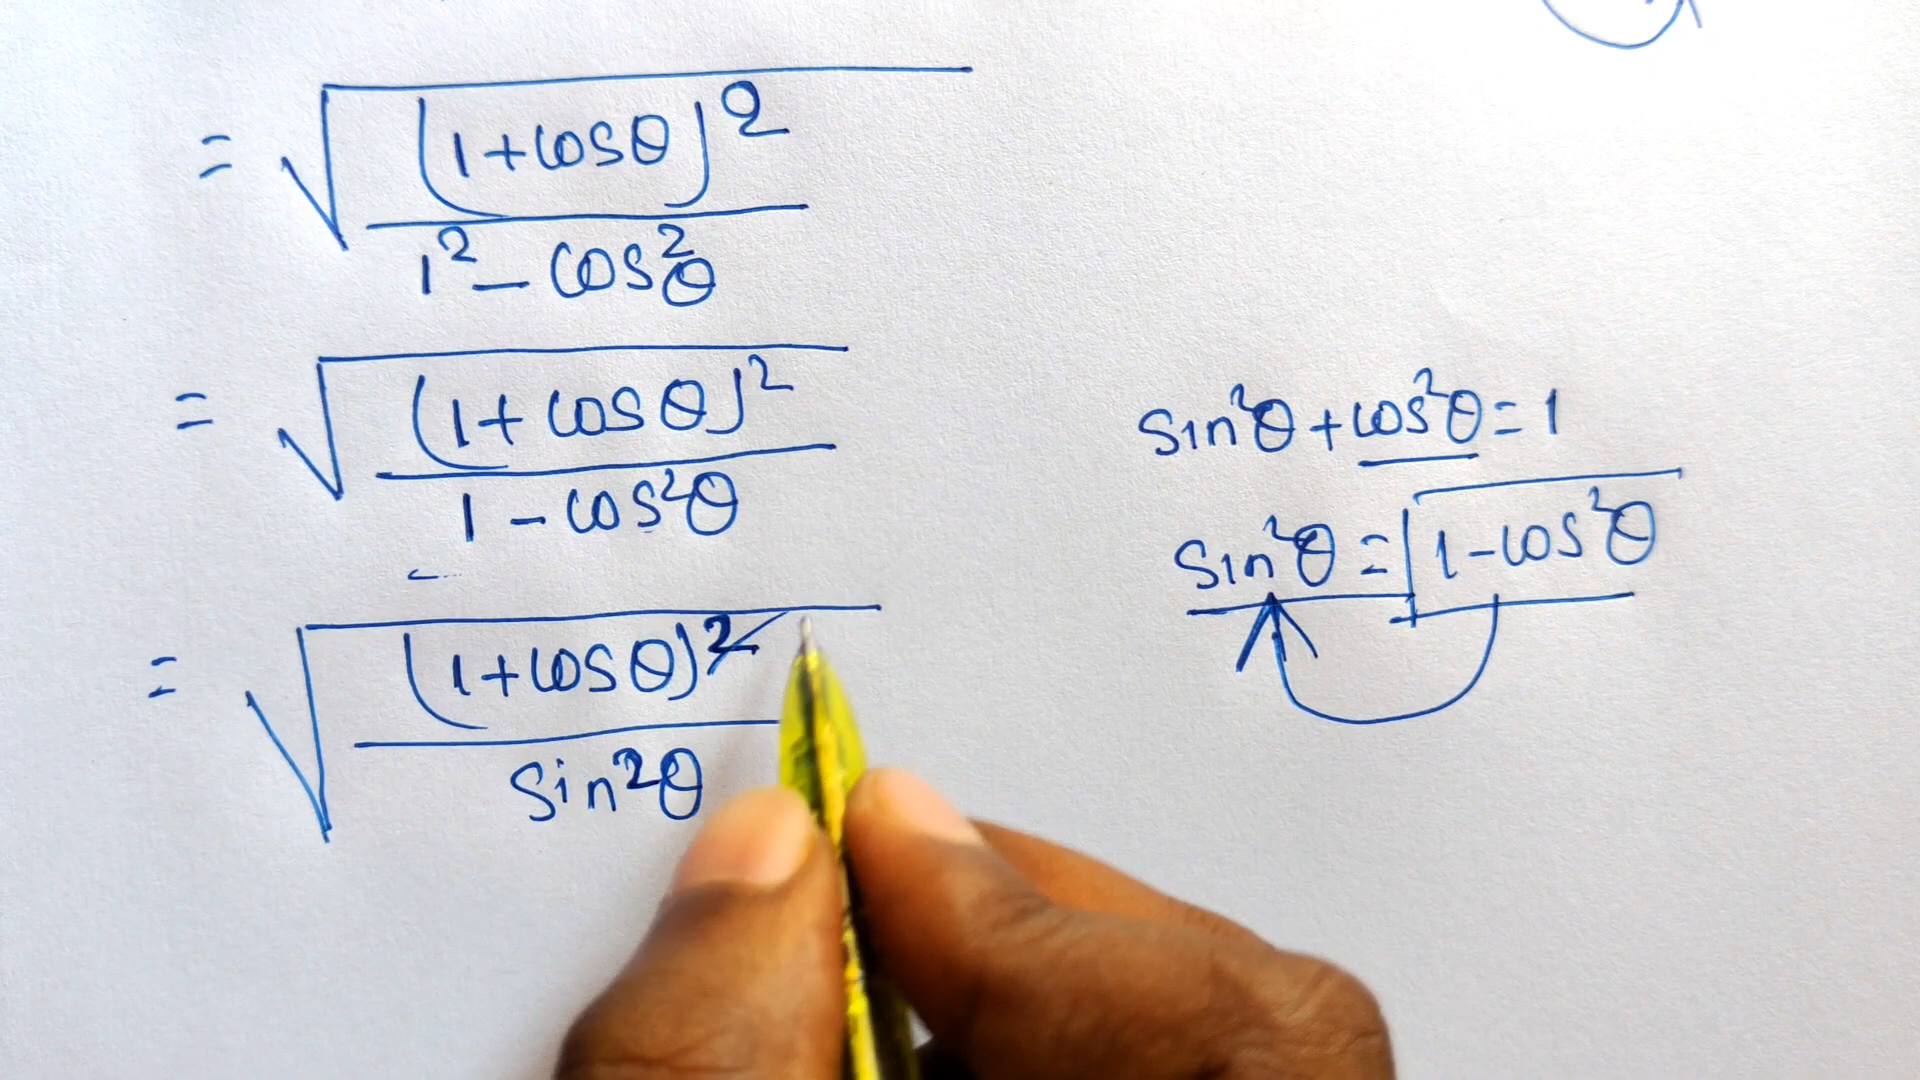 = √((1+cosθ)² / (1² - cos²θ))
= √((1+cosθ)² / (1 - cos²θ))
= √((1+cosθ)² / sin²θ)
sin²θ + cos²θ = 1
sin²θ = 1 - cos²θ